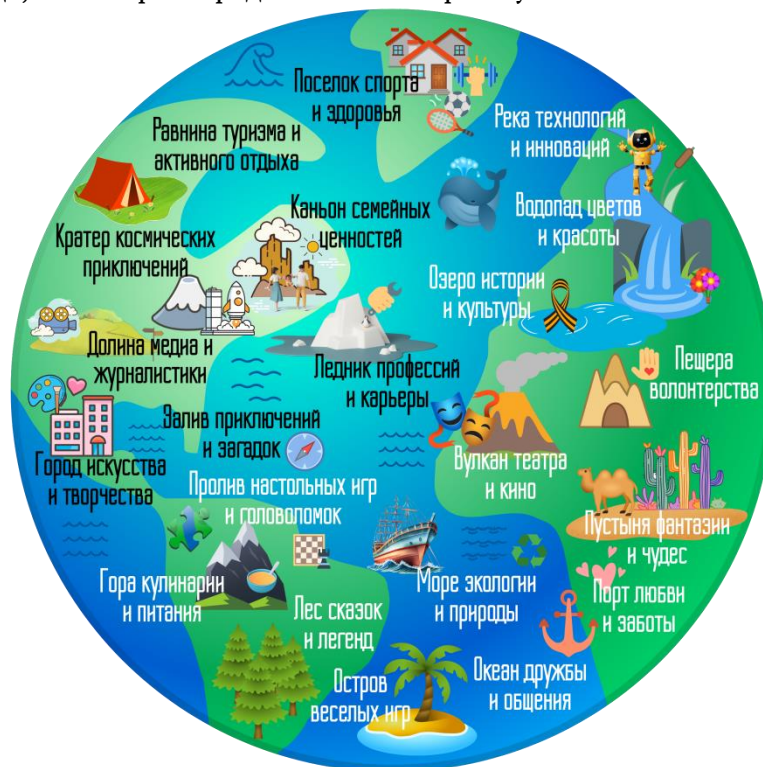 Поселок спорта
и здоровья
Река технологий
и инноваций
Равнина туризма и
активного отдыха
Каньон семейных
ценностей
Водопад цветов
и красоты
Кратер космических
приключений
Озеро истории
и культуры
Долина медиа и
журналистики
Ледник профессий
и карьеры
Пещера
волонтерства
Залив приключений
и загадок
Город искусства
и творчества
Вулкан театра
и кино
Пролив настольных игр
и головоломок
Пустыня фантазии
и чудес
Гора кулинарии
и питания
Море экологии
и природы
Порт любви
и заботы
Лес сказок
и легенд
Океан дружбы
и общения
Остров
веселых игр